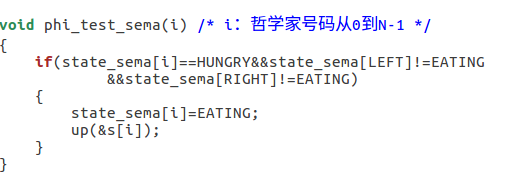 void phi_test_sema(i) /* i：哲学家号码从0到N-1 */
{
    if(state_sema[i]==HUNGRY&&state_sema[LEFT]!=EATING
            &&state_sema[RIGHT]!=EATING)
    {
        state_sema[i]=EATING;
        up(&s[i]);
    }
}